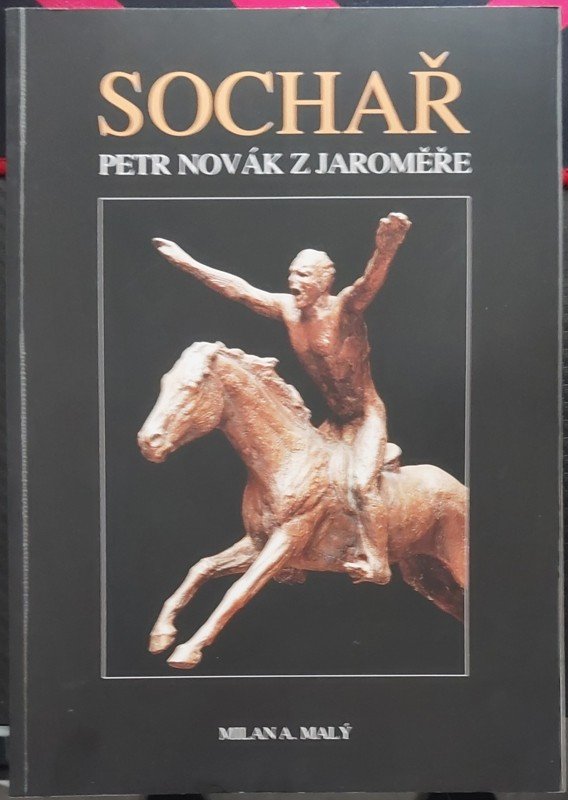 SOCHAŘ
PETR NOVÁK Z JAROMĚŘE
MILAN A. MALÝ